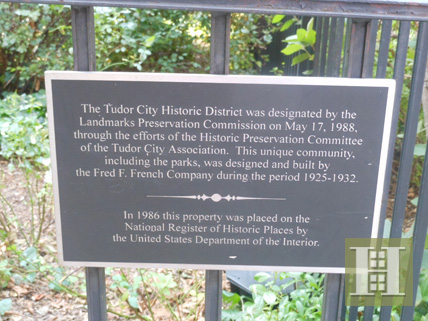 The Tudor City Historic District was designated by the
Landmarks Preservation Commission on May 17, 1988,
through the efforts of the Historic Preservation Committee
of the Tudor City Association. This unique community,
including the parks, was designed and built by
the Fred F. French Company during the period 1925-1932.
In 1986 this property was placed on the
National Register of Historic Places by
the United States Department of the Interior.
H